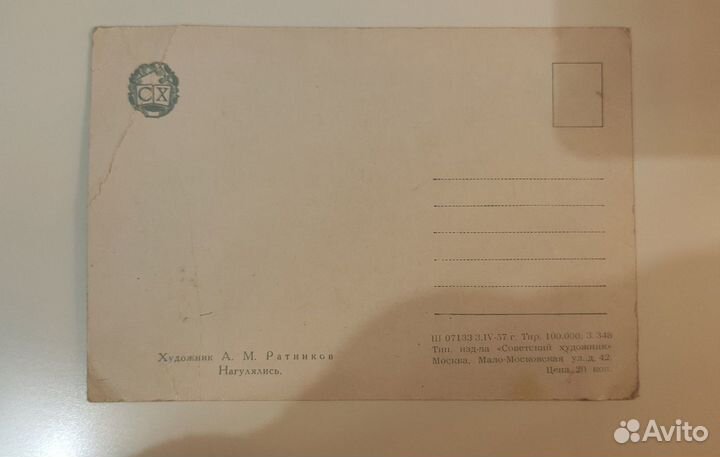 СХ
Художник А. М. Ратников
Нагулялись.
Ш 07133 3.IV-57 г. Тир. 100.000. З. 348
Тип. изд-ва «Советский художник»
Москва, Мало-Московская ул., д. 42
Цена 20 коп.
Avito